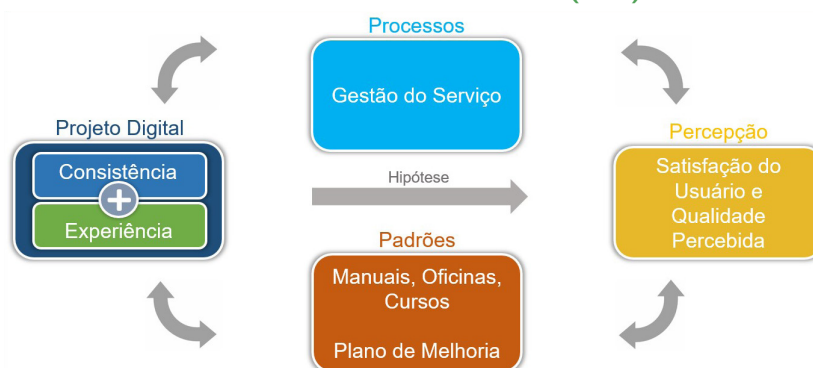 Processos
Gestão do Serviço
Projeto Digital
Consistência
Experiência
Hipótese
Percepção
Satisfação do
Usuário e
Qualidade
Percebida
Padrões
Manuais, Oficinas,
Cursos
Plano de Melhoria